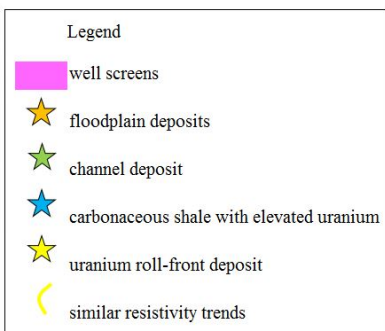 Legend
well screens
floodplain deposits
channel deposit
carbonaceous shale with elevated uranium
uranium roll-front deposit
similar resistivity trends